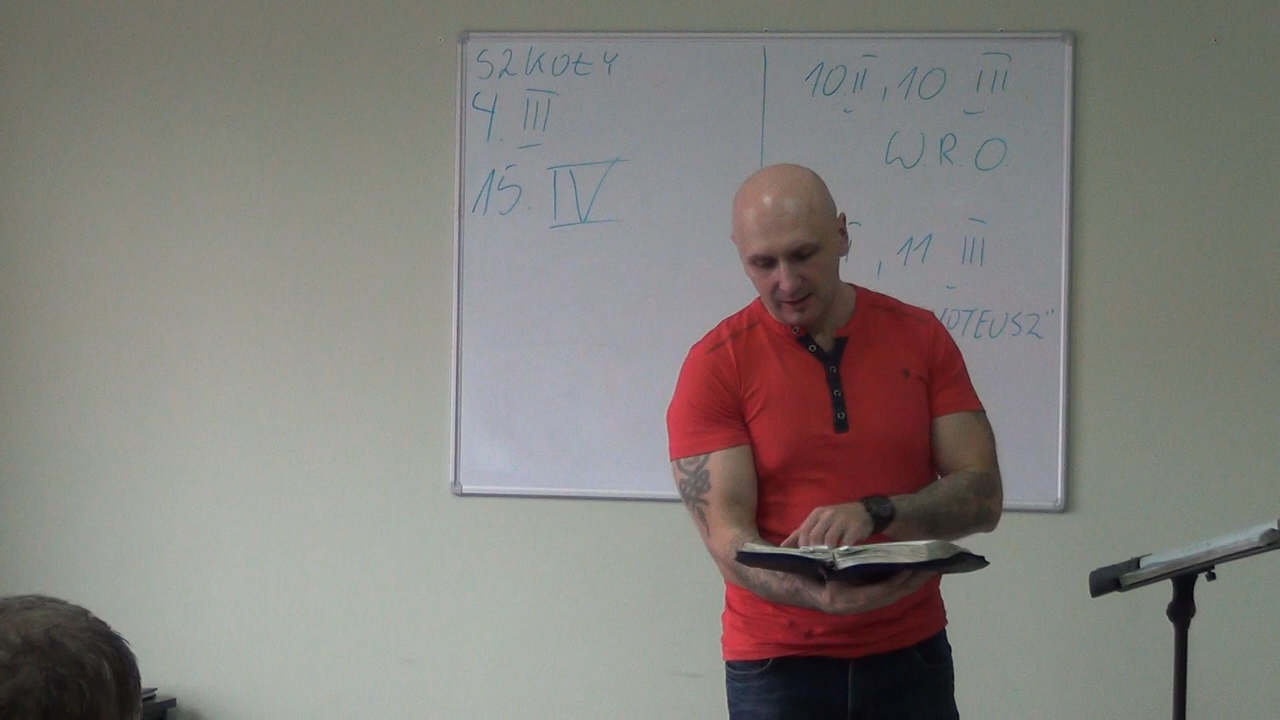 SZKOŁY
4. III
15. IV
10.II, 10 III
W.R.O
, 11 III
OTEUSZ"